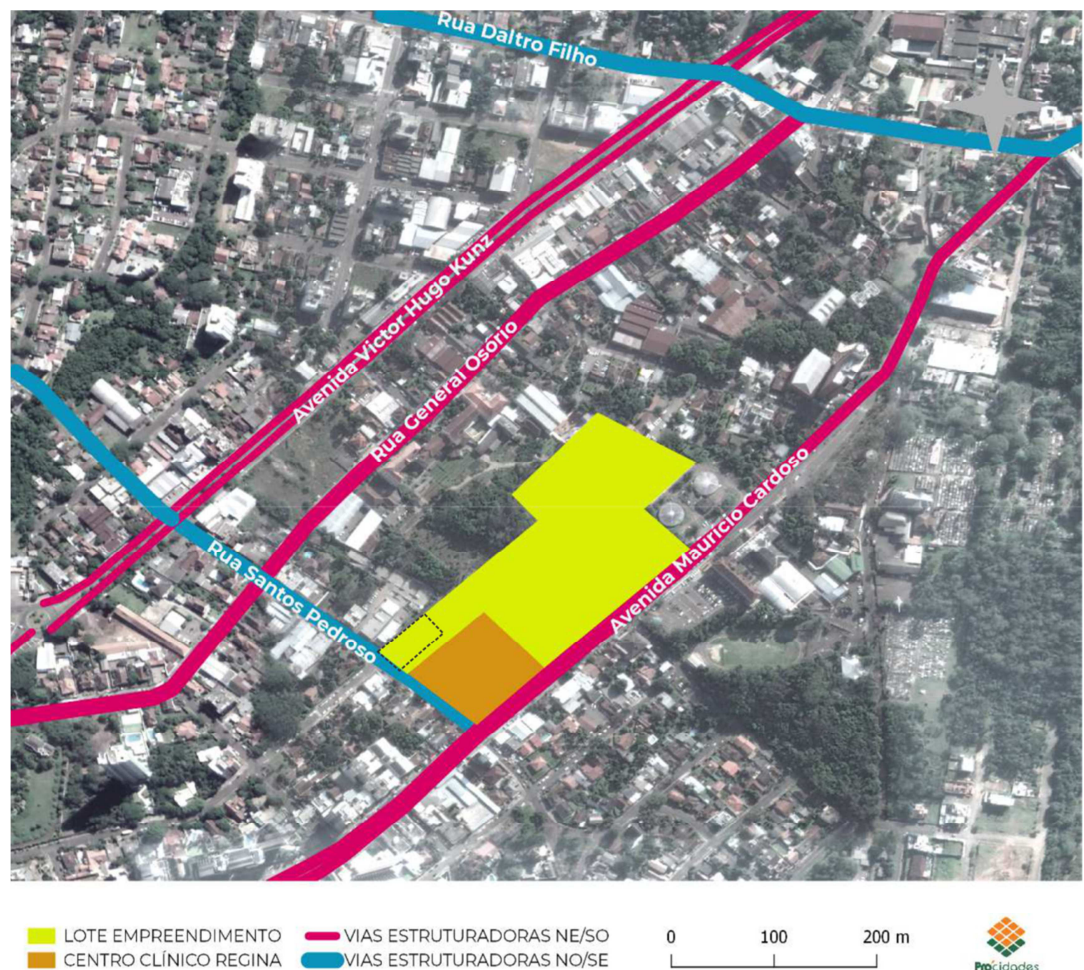 Rua Daltro Filho
Avenida Victor Hugo Kunz
Rua General Osório
Avenida Maurício Cardoso
Rua Santos Pedroso
LOTE EMPREENDIMENTO
VIAS ESTRUTURADORAS NE/SO
0 100 200 m
CENTRO CLÍNICO REGINA
VIAS ESTRUTURADORAS NO/SE
Procidades